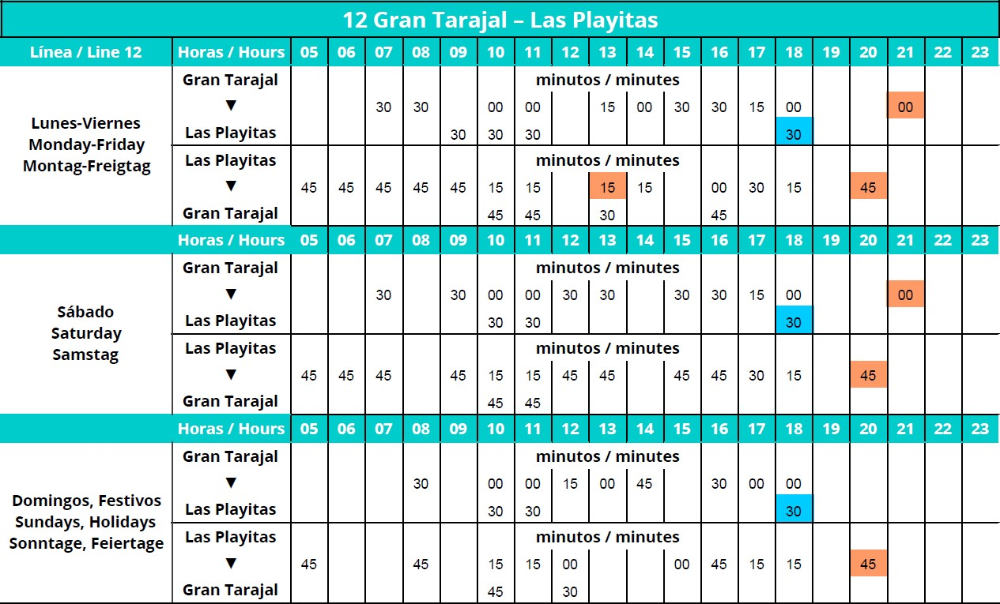 12 Gran Tarajal – Las Playitas
Línea / Line 12 Horas / Hours 05 06 07 08 09 10 11 12 13 14 15 16 17 18 19 20 21 22 23
Lunes-Viernes
Monday-Friday
Montag-Freigtag
Gran Tarajal minutos / minutes
▼ 30 30 00 00 15 00 30 30 15 00 00
Las Playitas 30 30 30 30
Las Playitas minutos / minutes
▼ 45 45 45 45 45 15 15 15 15 00 30 15 45
Gran Tarajal 45 45 30 45
Horas / Hours 05 06 07 08 09 10 11 12 13 14 15 16 17 18 19 20 21 22 23
Sábado
Saturday
Samstag
Gran Tarajal minutos / minutes
▼ 30 30 00 00 30 30 30 30 15 00 00
Las Playitas 30 30 30
Las Playitas minutos / minutes
▼ 45 45 45 45 15 15 45 45 45 45 30 15 45
Gran Tarajal 45 45
Horas / Hours 05 06 07 08 09 10 11 12 13 14 15 16 17 18 19 20 21 22 23
Domingos, Festivos
Sundays, Holidays
Sonntage, Feiertage
Gran Tarajal minutos / minutes
▼ 30 00 00 15 00 45 30 00 00
Las Playitas 30 30 30
Las Playitas minutos / minutes
▼ 45 45 15 15 00 00 45 15 15 45
Gran Tarajal 45 30